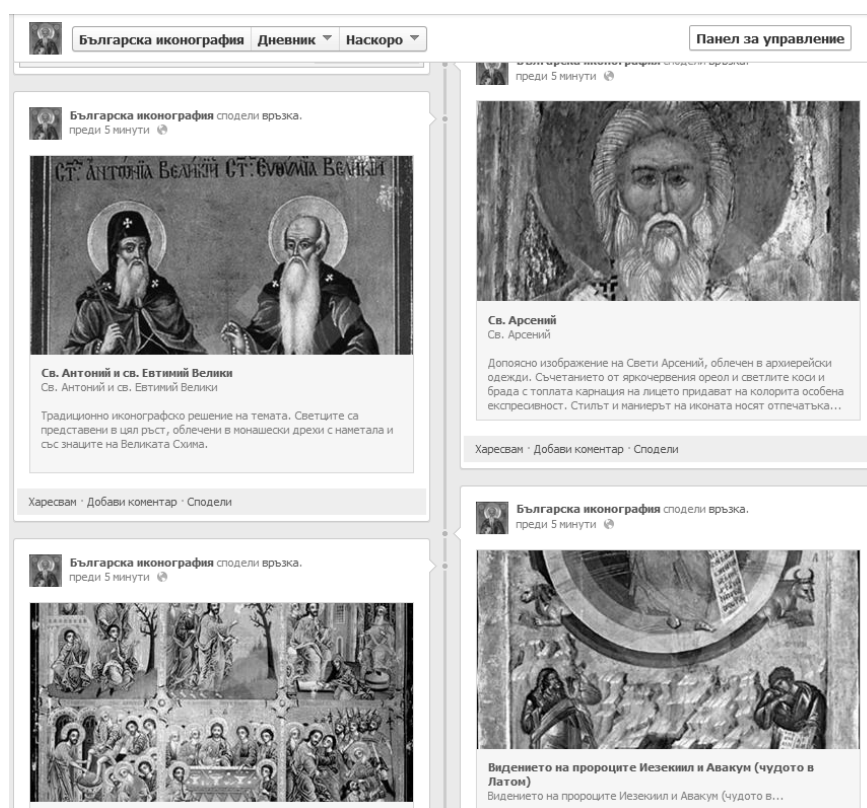 Българска иконография Дневник Наскоро
Панел за управление
Българска иконография сподели връзка.
преди 5 минути
СТ҃: АНТОНЇѦ ВЕЛИКЇЙ СТ҃: ЕѴѲѴМЇѦ ВЕЛИКЇЙ
Св. Антоний и св. Евтимий Велики
Св. Антоний и св. Евтимий Велики
Традиционно иконографско решение на темата. Светците са
представени в цял ръст, облечени в монашески дрехи с наметала и
със знаците на Великата Схима.
Харесвам · Добави коментар · Сподели
Българска иконография сподели връзка.
преди 5 минути
Българска иконография сподели връзка.
преди 5 минути
Св. Арсений
Св. Арсений
Допоясно изображение на Свети Арсений, облечен в архиерейски
одежди. Съчетанието от яркочервения ореол и светлите коси и
брада с топлата карнация на лицето придават на колорита особена
експресивност. Стилът и маниерът на иконата носят отпечатъка...
Харесвам · Добави коментар · Сподели
Българска иконография сподели връзка.
преди 5 минути
Видението на пророците Иезекиил и Авакум (чудото в
Латом)
Видението на пророците Иезекиил и Авакум (чудото в...